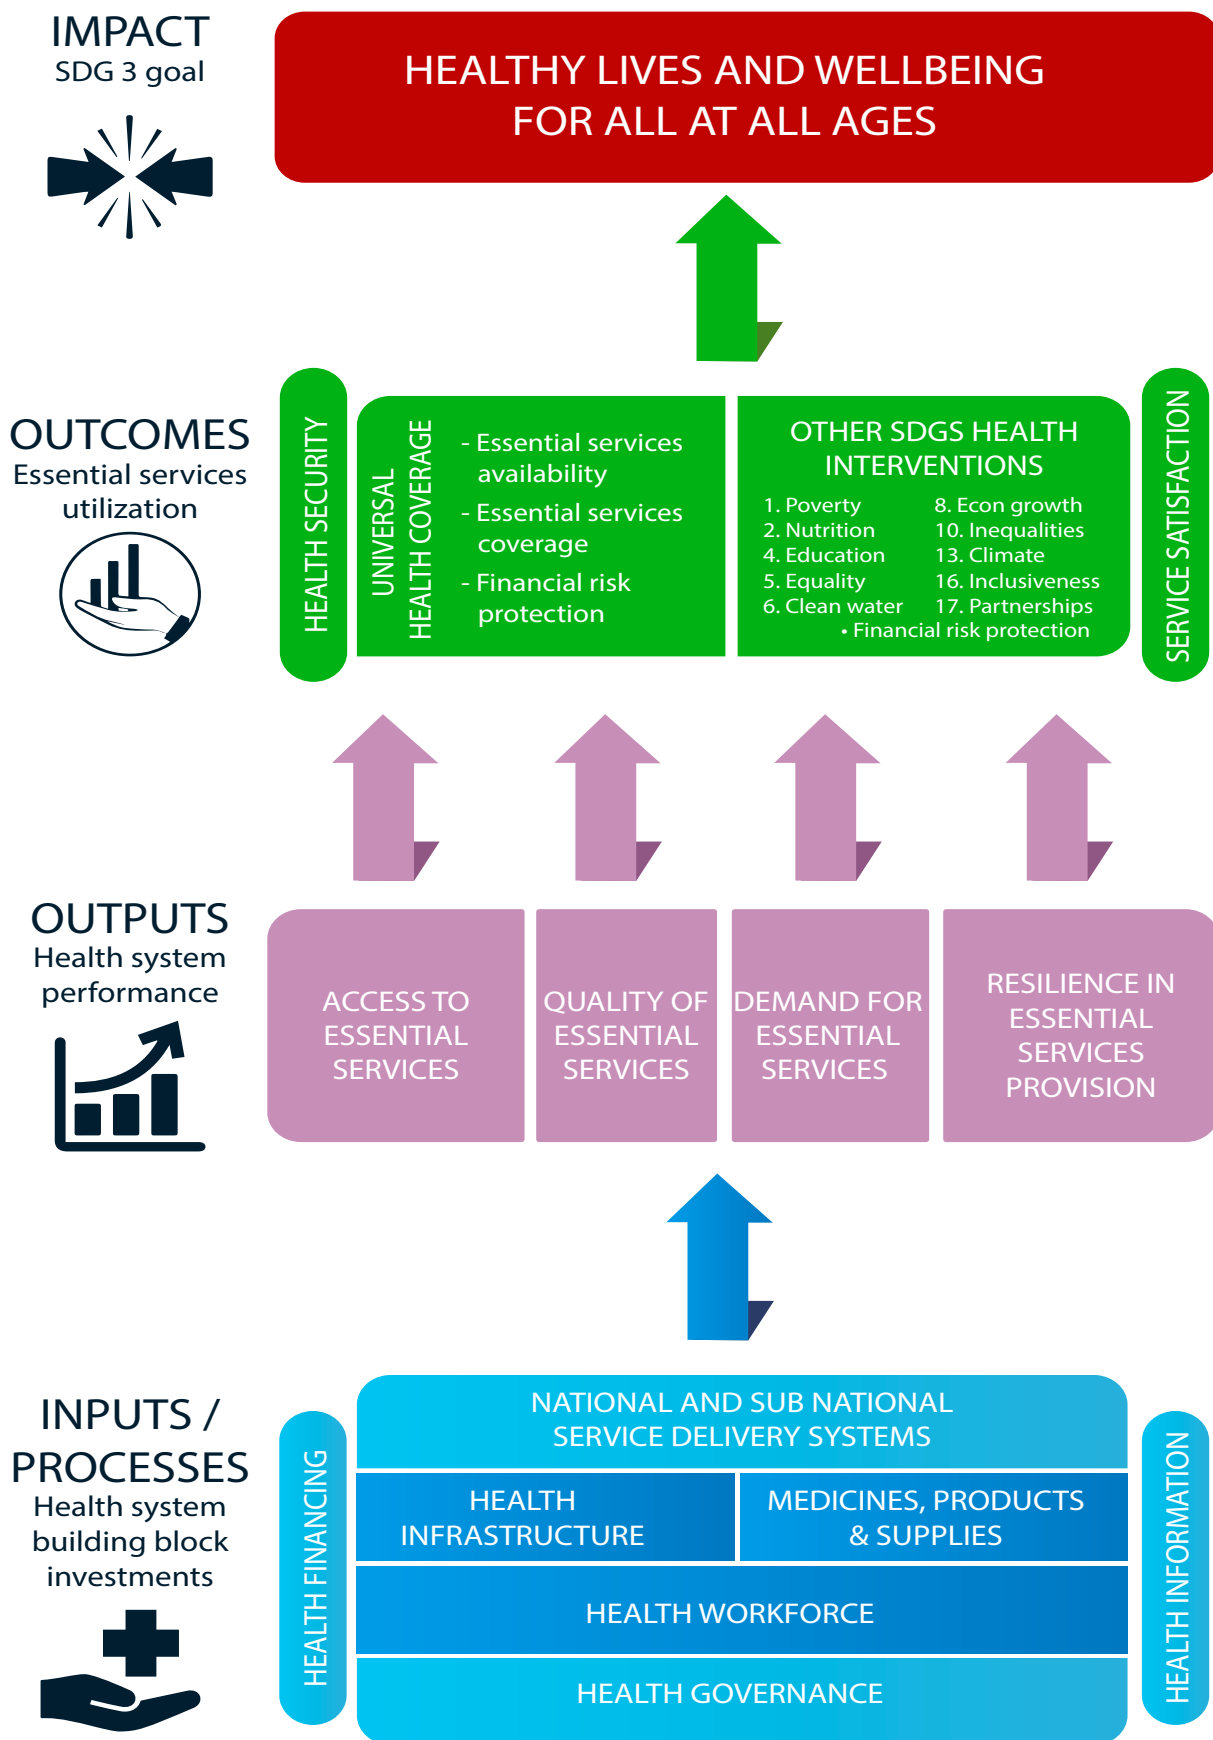 IMPACT
SDG 3 goal
HEALTHY LIVES AND WELLBEING
FOR ALL AT ALL AGES
OUTCOMES
Essential services
utilization
HEALTH SECURITY
UNIVERSAL
HEALTH COVERAGE
- Essential services
availability
- Essential services
coverage
- Financial risk
protection
OTHER SDGS HEALTH
INTERVENTIONS
1. Poverty
2. Nutrition
4. Education
5. Equality
6. Clean water
8. Econ growth
10. Inequalities
13. Climate
16. Inclusiveness
17. Partnerships
• Financial risk protection
SERVICE SATISFACTION
OUTPUTS
Health system
performance
ACCESS TO
ESSENTIAL
SERVICES
QUALITY OF
ESSENTIAL
SERVICES
DEMAND FOR
ESSENTIAL
SERVICES
RESILIENCE IN
ESSENTIAL
SERVICES
PROVISION
INPUTS /
PROCESSES
Health system
building block
investments
HEALTH FINANCING
NATIONAL AND SUB NATIONAL
SERVICE DELIVERY SYSTEMS
HEALTH
INFRASTRUCTURE
MEDICINES, PRODUCTS
& SUPPLIES
HEALTH WORKFORCE
HEALTH GOVERNANCE
HEALTH INFORMATION